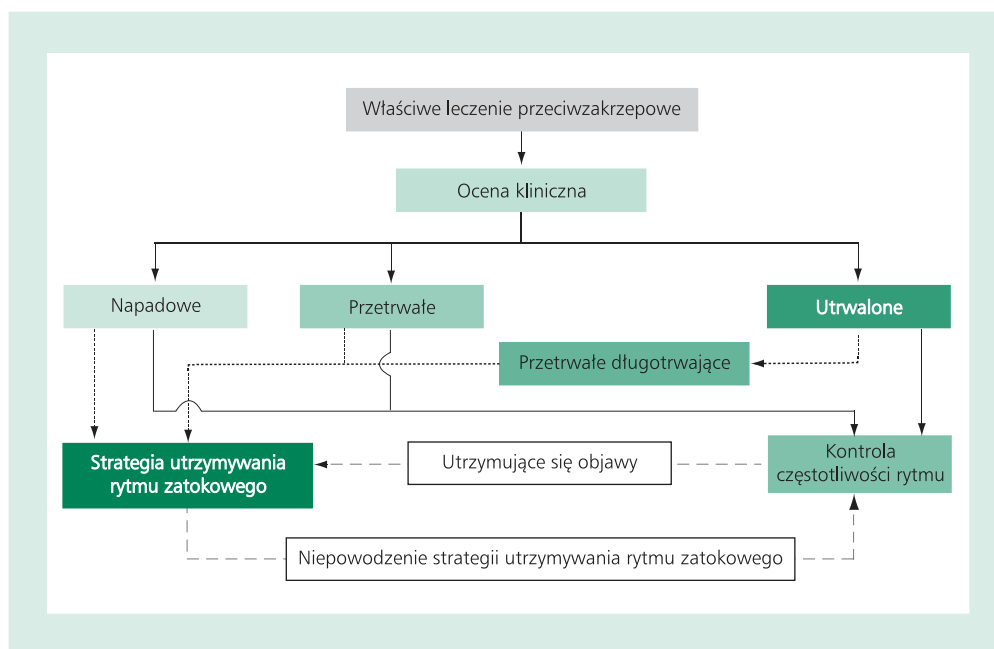 Właściwe leczenie przeciwzakrzepowe
Ocena kliniczna
Napadowe
Przetrwałe
Utrwalone
Przetrwałe długotrwające
Strategia utrzymywania
rytmu zatokowego
Utrzymujące się objawy
Kontrola
częstotliwości rytmu
Niepowodzenie strategii utrzymywania rytmu zatokowego